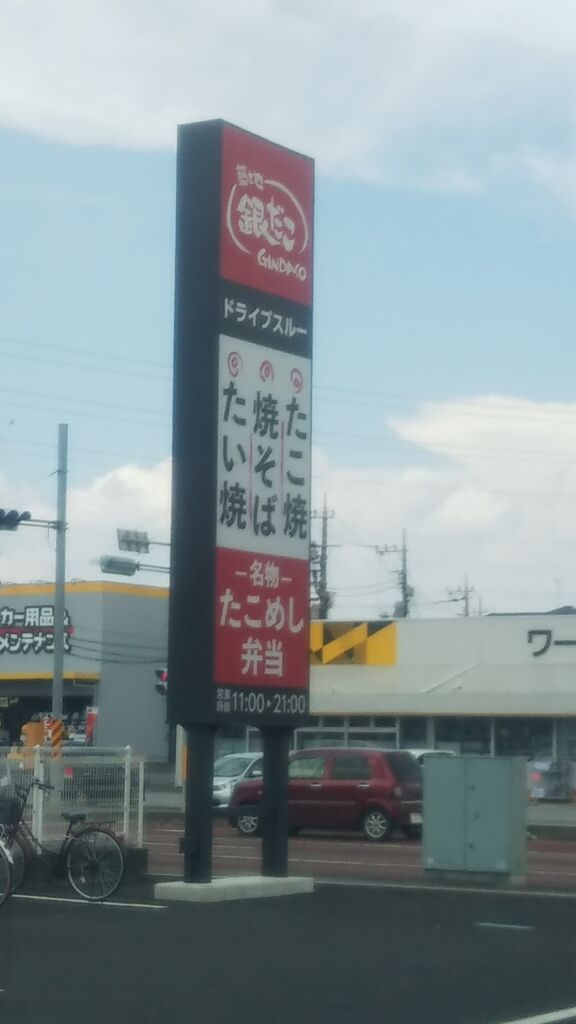 築地
銀だこ
GINDACO
ドライブスルー
たこ焼
焼そば
たい焼
名物
たこめし
弁当
営業時間 11:00▸21:00
カー用品&
メンテナンス
ワー